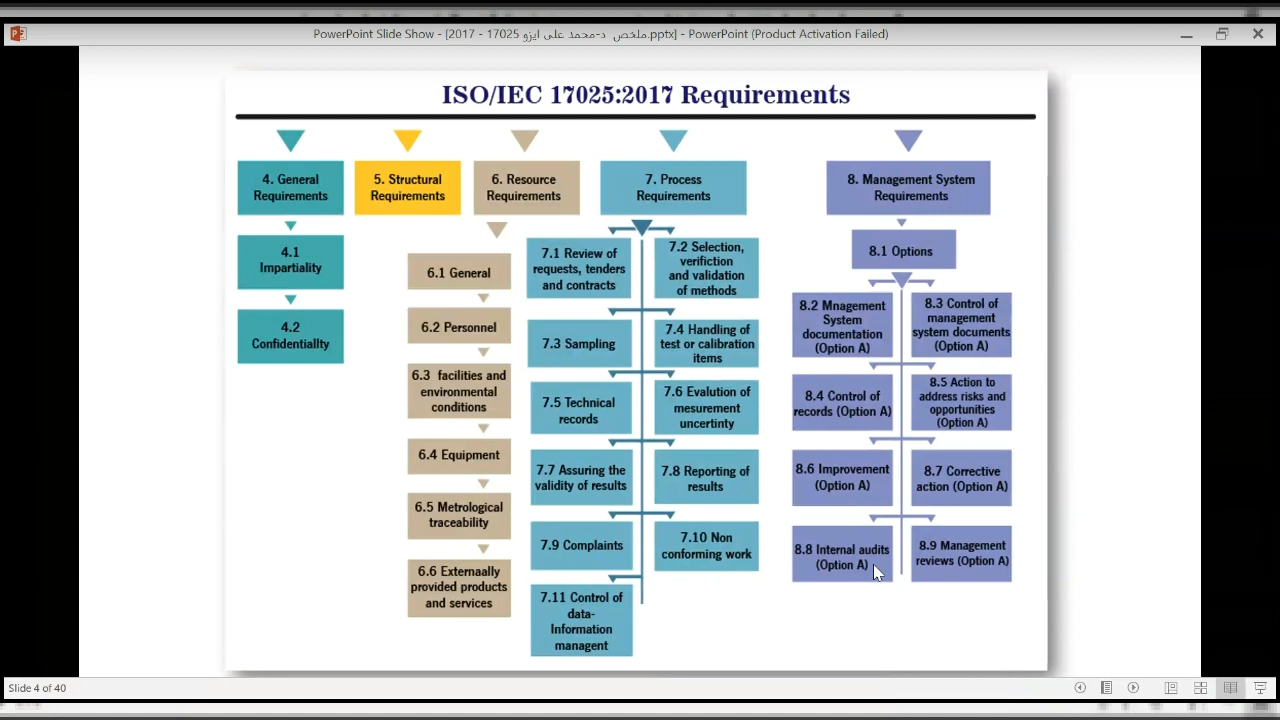 PowerPoint Slide Show - [2017 - 17025 ملخص د-محمد على ايزو.pptx] - PowerPoint (Product Activation Failed)
ISO/IEC 17025:2017 Requirements
4. General
Requirements
4.1
Impartiality
4.2
Confidentiallty
5. Structural
Requirements
6. Resource
Requirements
6.1 General
6.2 Personnel
6.3 facilities and
environmental
conditions
6.4 Equipment
6.5 Metrological
traceability
6.6 Externaally
provided products
and services
7. Process
Requirements
7.1 Review of
requests, tenders
and contracts
7.2 Selection,
verifiction
and validation
of methods
7.3 Sampling
7.4 Handling of
test or calibration
items
7.5 Technical
records
7.6 Evalution of
mesurement
uncertinty
7.7 Assuring the
validity of results
7.8 Reporting of
results
7.9 Complaints
7.10 Non
conforming work
7.11 Control of
data-
Information
managent
8. Management System
Requirements
8.1 Options
8.2 Mnagement
System
documentation
(Option A)
8.3 Control of
management
system documents
(Option A)
8.4 Control of
records (Option A)
8.5 Action to
address risks and
opportunities
(Option A)
8.6 Improvement
(Option A)
8.7 Corrective
action (Option A)
8.8 Internal audits
(Option A)
8.9 Management
reviews (Option A)
Slide 4 of 40